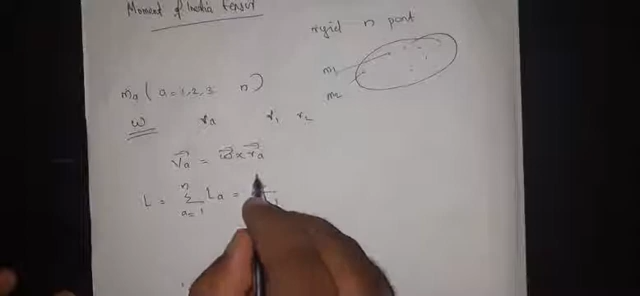 Moment of Inertia tensor
rigid n point
m1
m2
ma (a = 1, 2, 3 n)
ω ra r1 r2
Va = ω × ra
L = n Σ a=1 La =